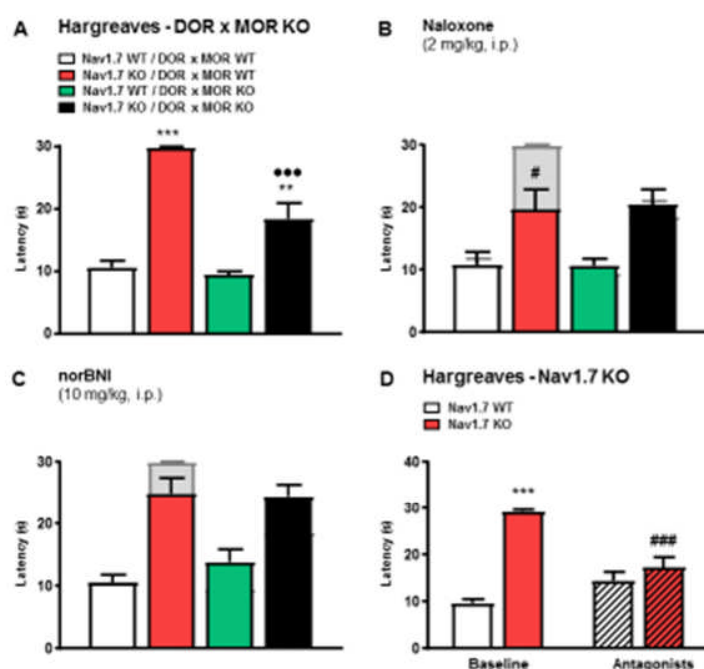 A Hargreaves - DOR x MOR KO
Nav1.7 WT / DOR x MOR WT
Nav1.7 KO / DOR x MOR WT
Nav1.7 WT / DOR x MOR KO
Nav1.7 KO / DOR x MOR KO
Latency (s)
30
20
10
0
***
●●●
**
B Naloxone
(2 mg/kg, i.p.)
Latency (s)
30
20
10
0
#
C norBNI
(10 mg/kg, i.p.)
Latency (s)
30
20
10
0
D Hargreaves - Nav1.7 KO
Nav1.7 WT
Nav1.7 KO
Latency (s)
40
30
20
10
0
***
###
Baseline Antagonists